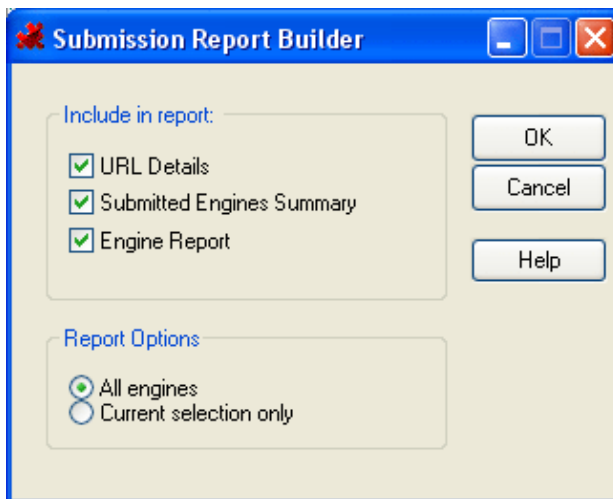 Submission Report Builder
Include in report:
URL Details
Submitted Engines Summary
Engine Report
OK
Cancel
Help
Report Options
All engines
Current selection only